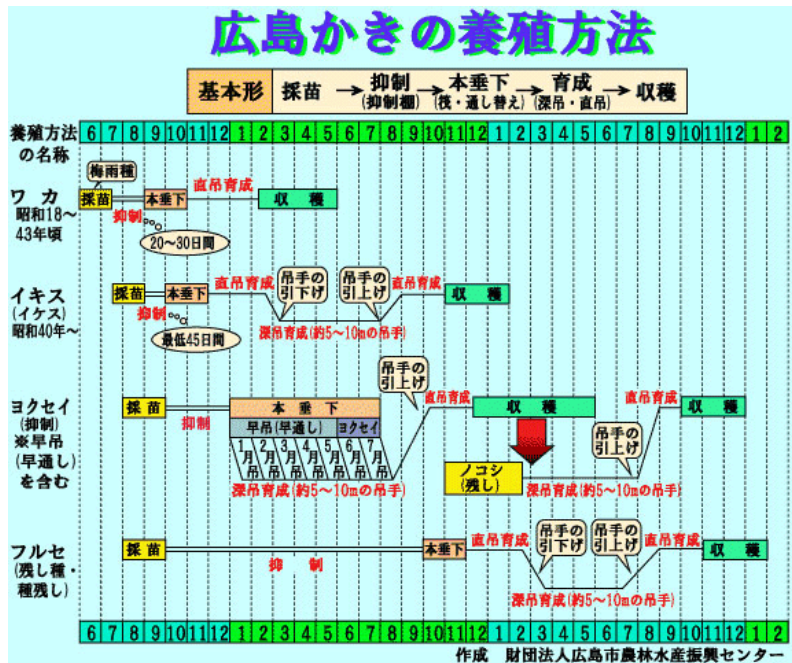 広島かきの養殖方法
基本形 採苗 → 抑制 → 本垂下 → 育成 → 収穫
(抑制棚) (筏・通し替え) (深吊・直吊)
養殖方法
の名称
6 7 8 9 10 11 12 1 2 3 4 5 6 7 8 9 10 11 12 1 2 3 4 5 6 7 8 9 10 11 12 1 2
梅雨種
ワカ
昭和18〜
43年頃
採苗
抑制
本垂下
直吊育成
収穫
20〜30日間
イキス
(イケス)
昭和40年〜
採苗
抑制
本垂下
直吊育成
吊手の
引下げ
吊手の
引上げ
直吊育成
収穫
深吊育成(約5〜10mの吊手)
最低45日間
吊手の
引上げ
ヨクセイ
(抑制)
※早吊
(早通し)
を含む
採苗
抑制
本垂下
早吊(早通し)
ヨクセイ
1月吊
2月吊
3月吊
4月吊
5月吊
6月吊
7月吊
深吊育成(約5〜10mの吊手)
直吊育成
収穫
ノコシ
(残し)
吊手の
引上げ
直吊育成
収穫
深吊育成(約5〜10mの吊手)
フルセ
(残し種・
種残し)
採苗
抑制
本垂下
直吊育成
吊手の
引下げ
吊手の
引上げ
直吊育成
収穫
深吊育成(約5〜10mの吊手)
6 7 8 9 10 11 12 1 2 3 4 5 6 7 8 9 10 11 12 1 2 3 4 5 6 7 8 9 10 11 12 1 2
作成 財団法人広島市農林水産振興センター